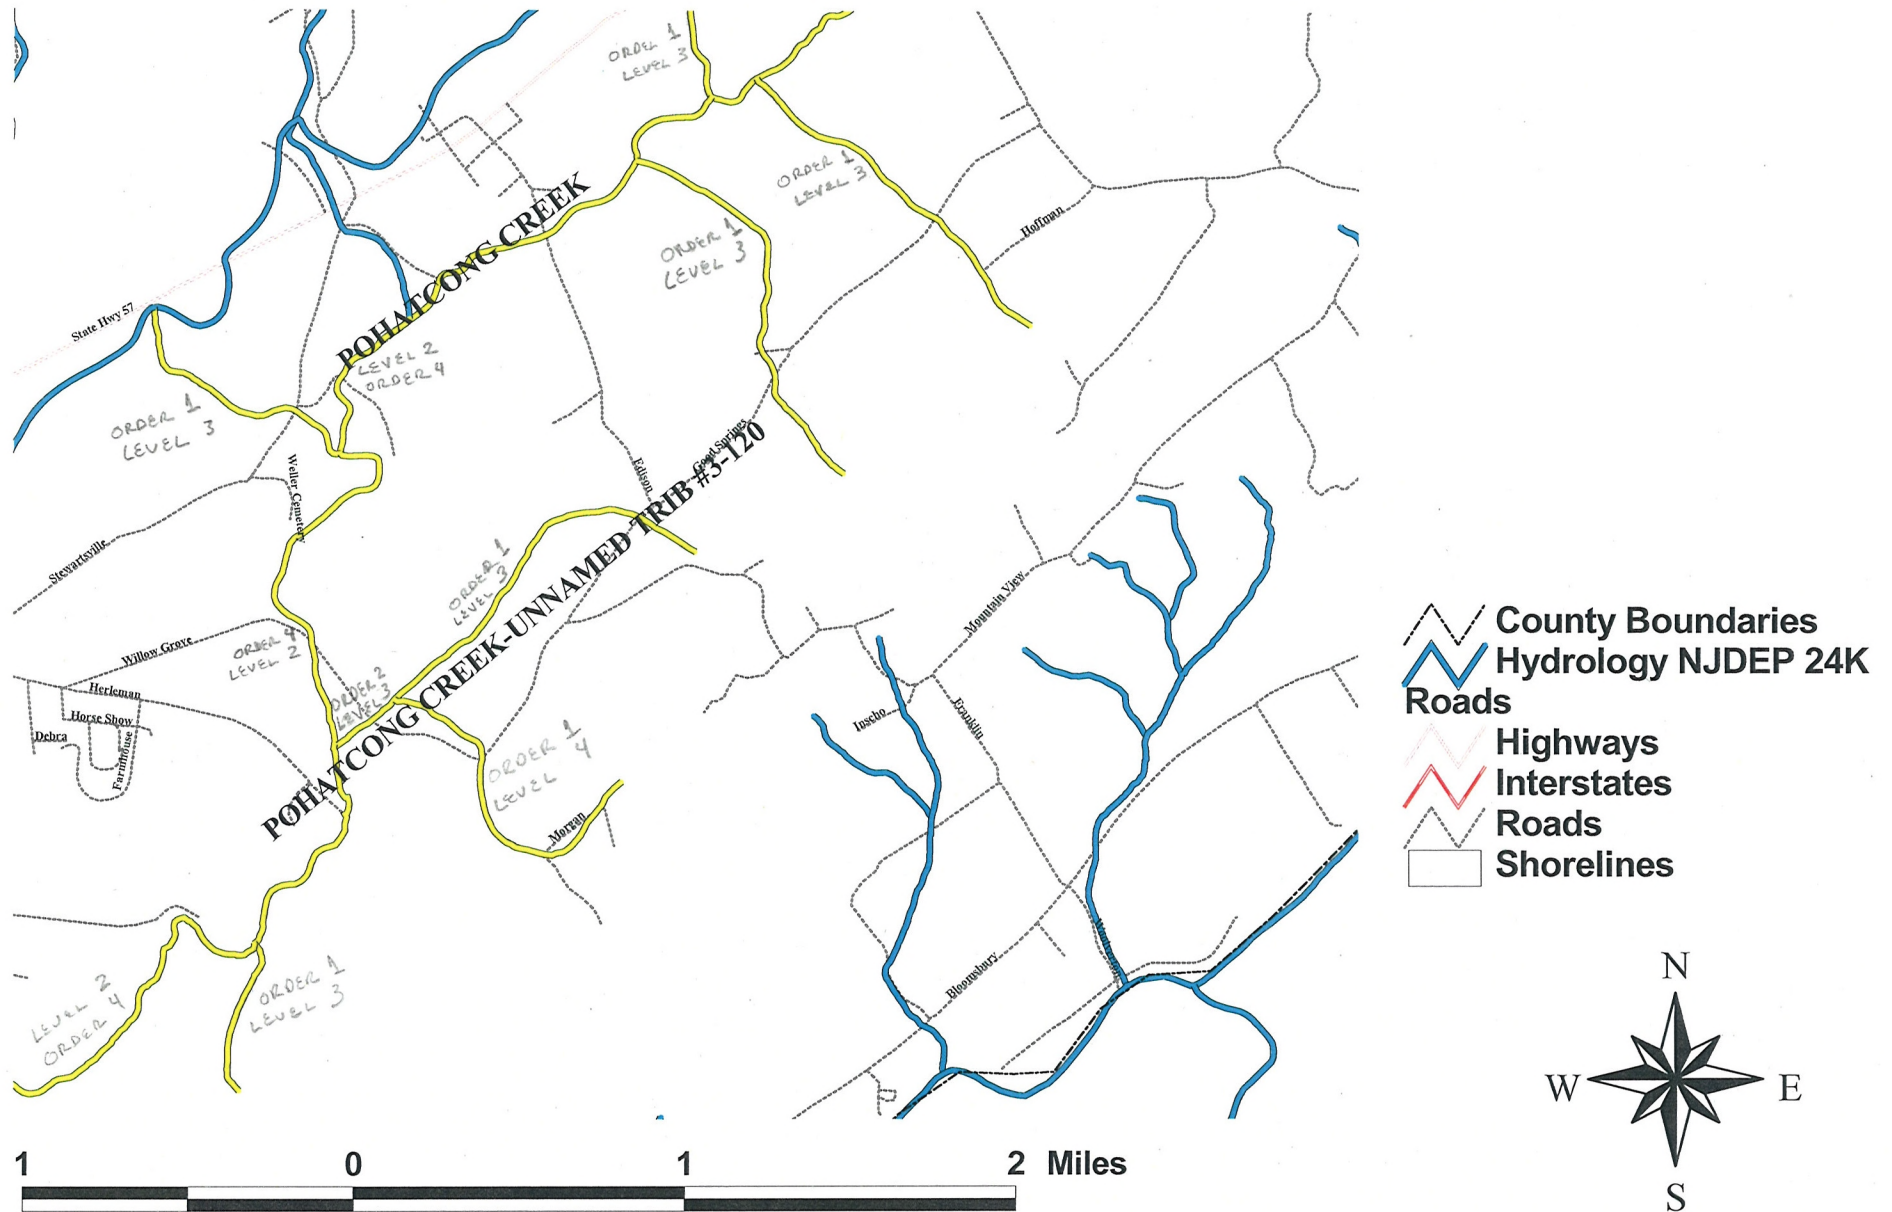 ORDER 1
LEVEL 3
ORDER 1
LEVEL 3
Hoffman
ORDER 1
LEVEL 3
POHATCONG CREEK
State Hwy 57
LEVEL 2
ORDER 4
ORDER 1
LEVEL 3
Good Springs
Edison
Weller Cemetery
POHATCONG CREEK-UNNAMED TRIB #3-120
Stewartsville
ORDER 1
LEVEL 3
Mountain View
Willow Grove
ORDER 4
LEVEL 2
Herleman
Horse Show
Debra
Farmhouse
ORDER 2
LEVEL 3
Inscho
Franklin
ORDER 1
LEVEL 4
Morgan
Bloomsbury
LEVEL 2
ORDER 4
ORDER 1
LEVEL 3
County Boundaries
Hydrology NJDEP 24K
Roads
Highways
Interstates
Roads
Shorelines
N
W E
S
1 0 1 2 Miles